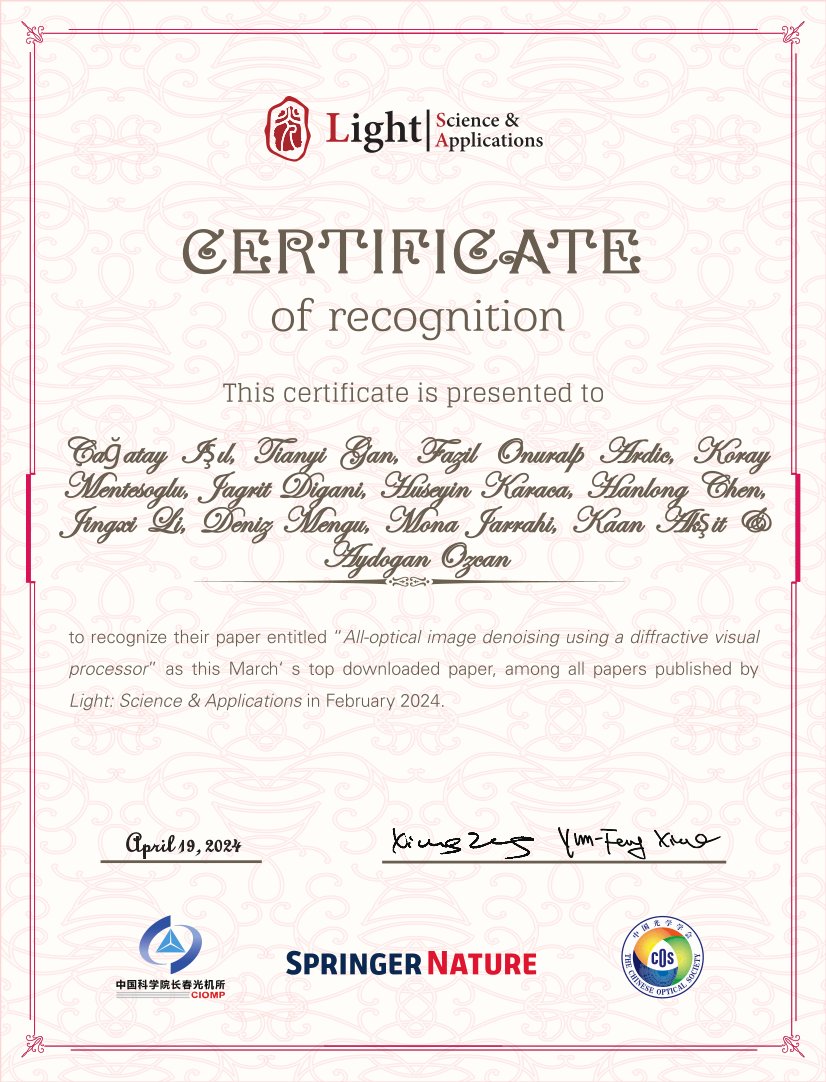 Light | Science & Applications
CERTIFICATE
of recognition
This certificate is presented to
Çağatay Işıl, Tianyi Gan, Fazil Onuralp Ardic, Koray
Mentesoglu, Jagrit Digani, Huseyin Karaca, Hanlong Chen,
Jingxi Li, Deniz Mengu, Mona Jarrahi, Kaan Akşit &
Aydogan Ozcan
to recognize their paper entitled "All-optical image denoising using a diffractive visual
processor" as this March‘ s top downloaded paper, among all papers published by
Light: Science & Applications in February 2024.
April 19, 2024
Yun-Feng Xiao
中国科学院长春光机所
CIOMP
SPRINGER NATURE
中国光学学会
COS
THE CHINESE OPTICAL SOCIETY